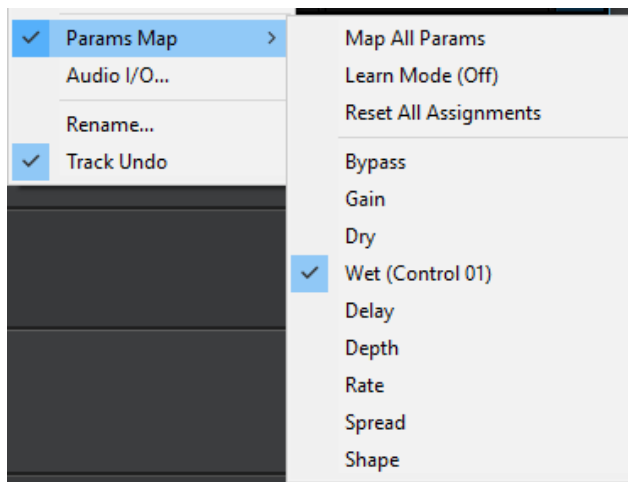 Params Map
Audio I/O...
Rename...
Track Undo
Map All Params
Learn Mode (Off)
Reset All Assignments
Bypass
Gain
Dry
Wet (Control 01)
Delay
Depth
Rate
Spread
Shape